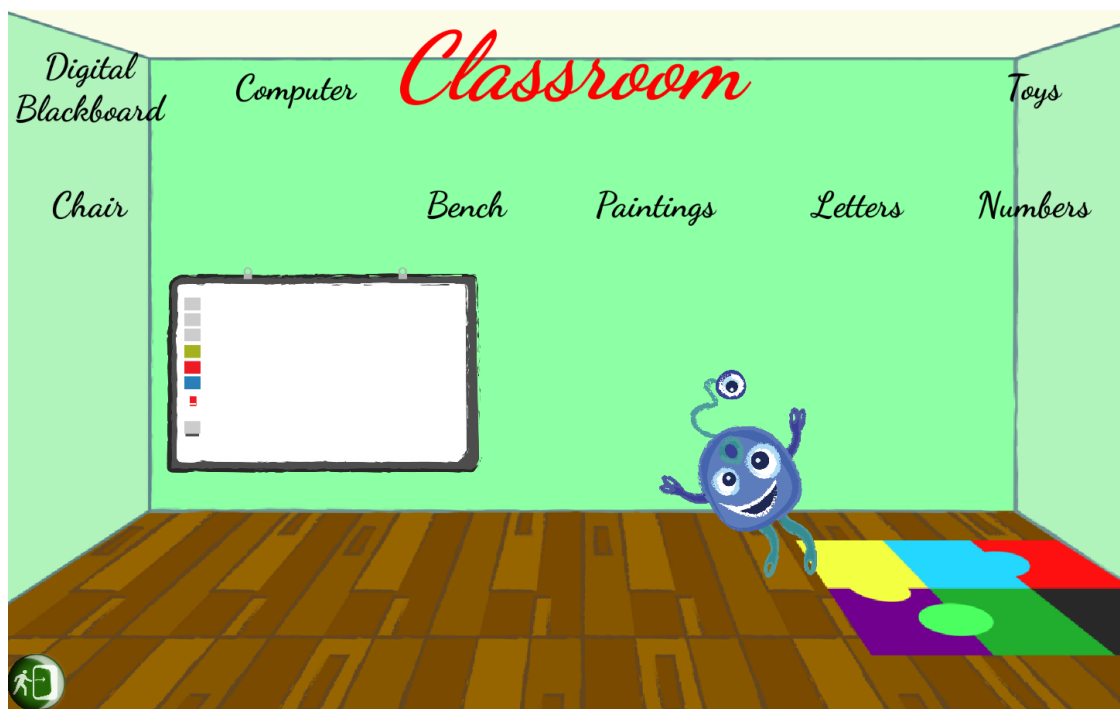 Classroom
Digital
Blackboard
Computer
Toys
Chair
Bench
Paintings
Letters
Numbers